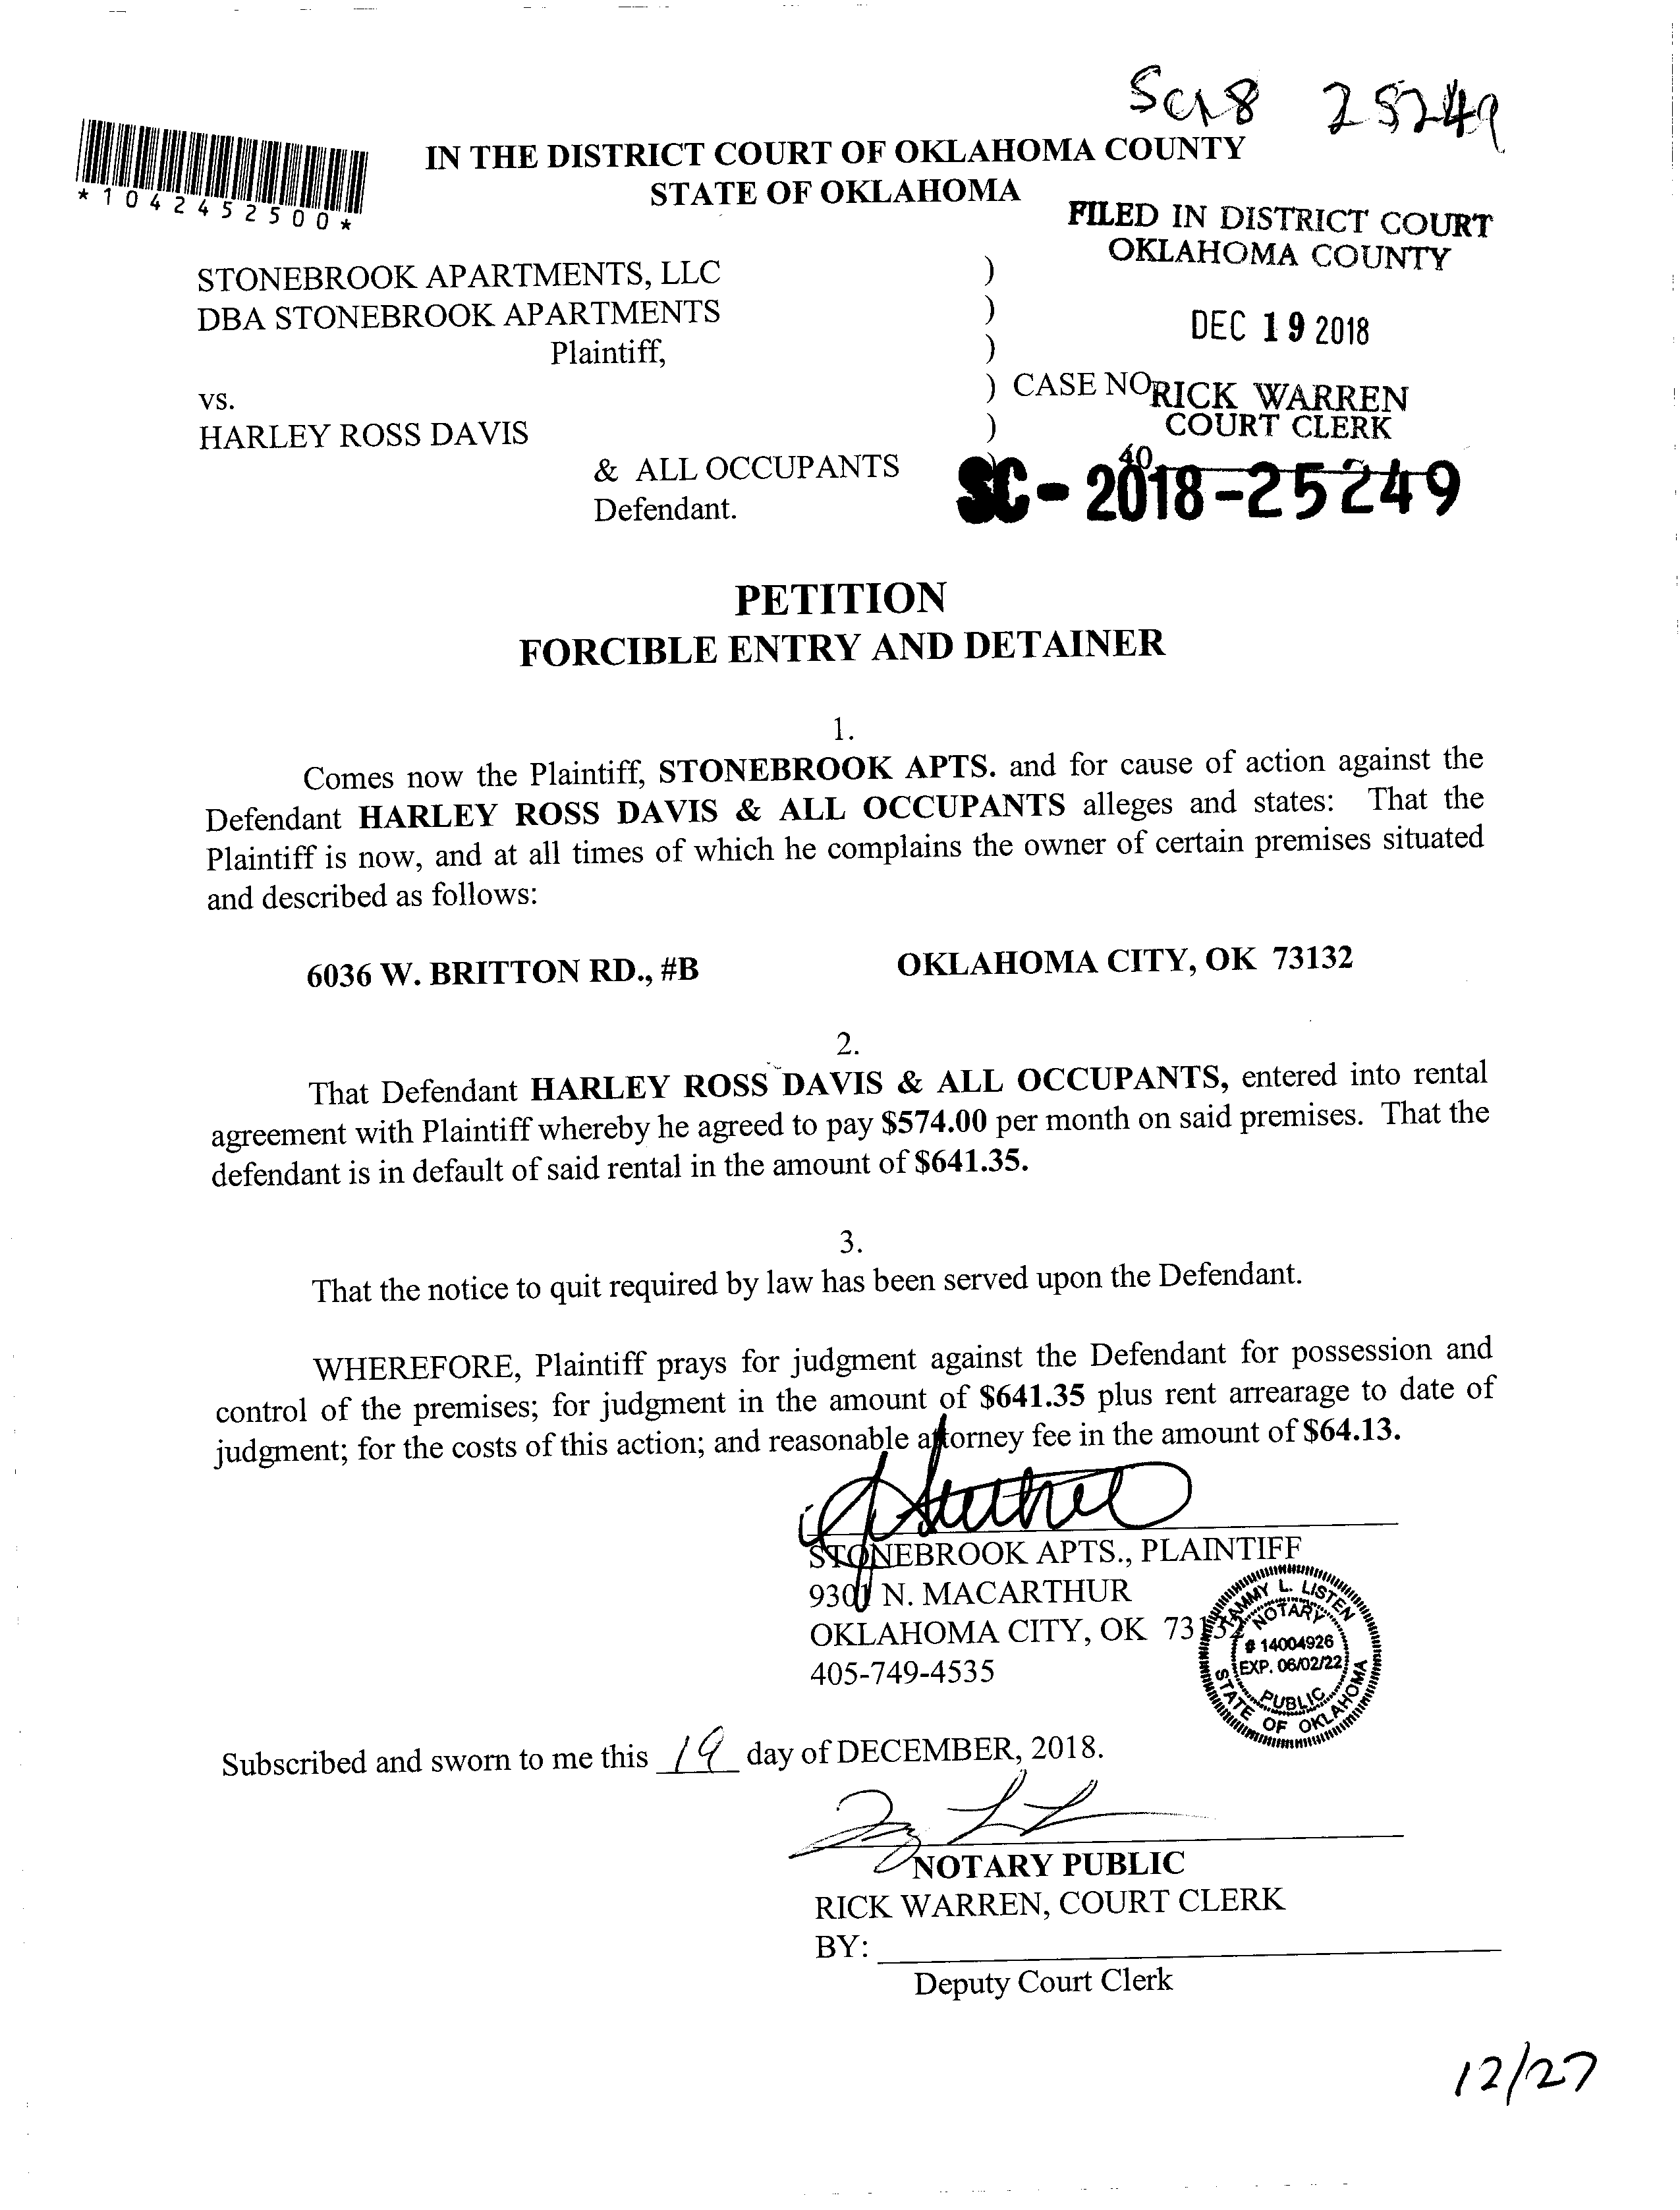 SC18 25249
*1042452500*
IN THE DISTRICT COURT OF OKLAHOMA COUNTY
STATE OF OKLAHOMA
FILED IN DISTRICT COURT
OKLAHOMA COUNTY
STONEBROOK APARTMENTS, LLC )
DBA STONEBROOK APARTMENTS )
DEC 19 2018
Plaintiff, )
vs. ) CASE NO
RICK WARREN
COURT CLERK
HARLEY ROSS DAVIS )
40
& ALL OCCUPANTS )
SC-2018-25249
Defendant.
PETITION
FORCIBLE ENTRY AND DETAINER
1.
Comes now the Plaintiff, STONEBROOK APTS. and for cause of action against the
Defendant HARLEY ROSS DAVIS & ALL OCCUPANTS alleges and states: That the
Plaintiff is now, and at all times of which he complains the owner of certain premises situated
and described as follows:
6036 W. BRITTON RD., #B OKLAHOMA CITY, OK 73132
2.
That Defendant HARLEY ROSS DAVIS & ALL OCCUPANTS, entered into rental
agreement with Plaintiff whereby he agreed to pay $574.00 per month on said premises. That the
defendant is in default of said rental in the amount of $641.35.
3.
That the notice to quit required by law has been served upon the Defendant.
WHEREFORE, Plaintiff prays for judgment against the Defendant for possession and
control of the premises; for judgment in the amount of $641.35 plus rent arrearage to date of
judgment; for the costs of this action; and reasonable attorney fee in the amount of $64.13.
STONEBROOK APTS., PLAINTIFF
9301 N. MACARTHUR
OKLAHOMA CITY, OK 73132
405-749-4535
TAMMY L. LISTEN
NOTARY
# 14004926
EXP. 06/02/22
PUBLIC
STATE OF OKLAHOMA
Subscribed and sworn to me this 19 day of DECEMBER, 2018.
NOTARY PUBLIC
RICK WARREN, COURT CLERK
BY:
Deputy Court Clerk
12/27